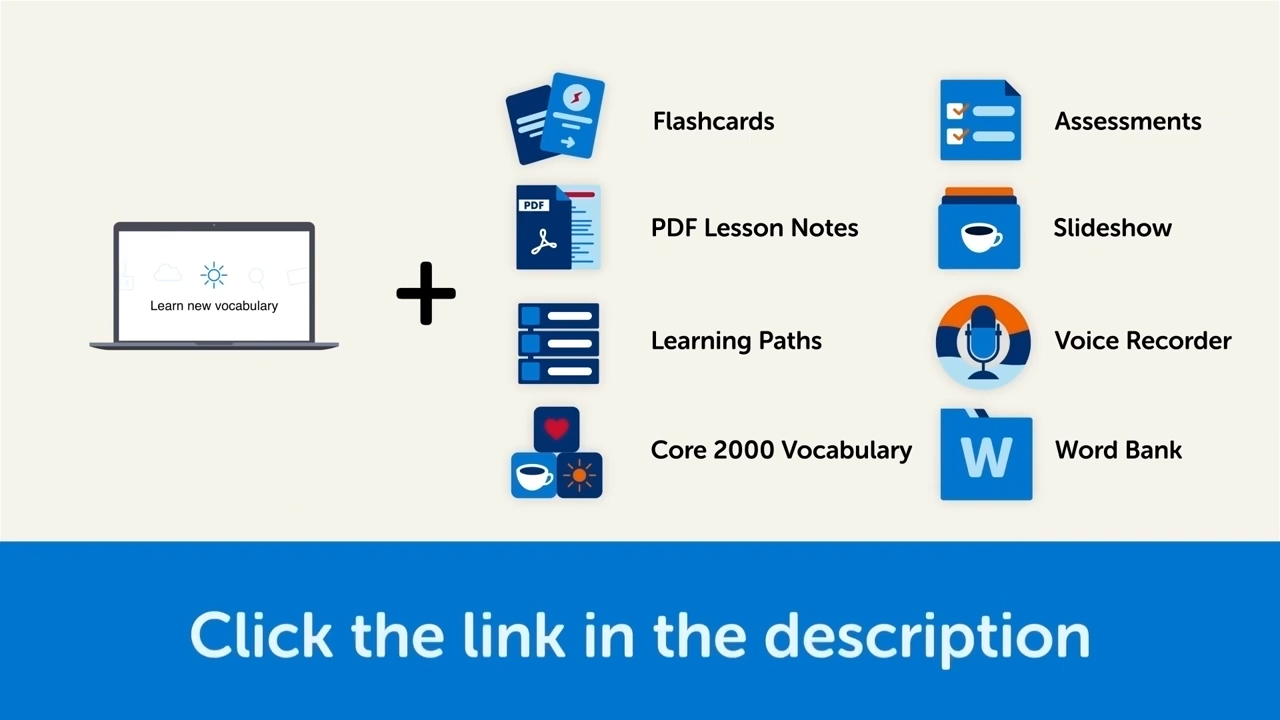 Flashcards
Assessments
PDF
PDF Lesson Notes
Slideshow
Learn new vocabulary
Learning Paths
Voice Recorder
Core 2000 Vocabulary
W
Word Bank
Click the link in the description